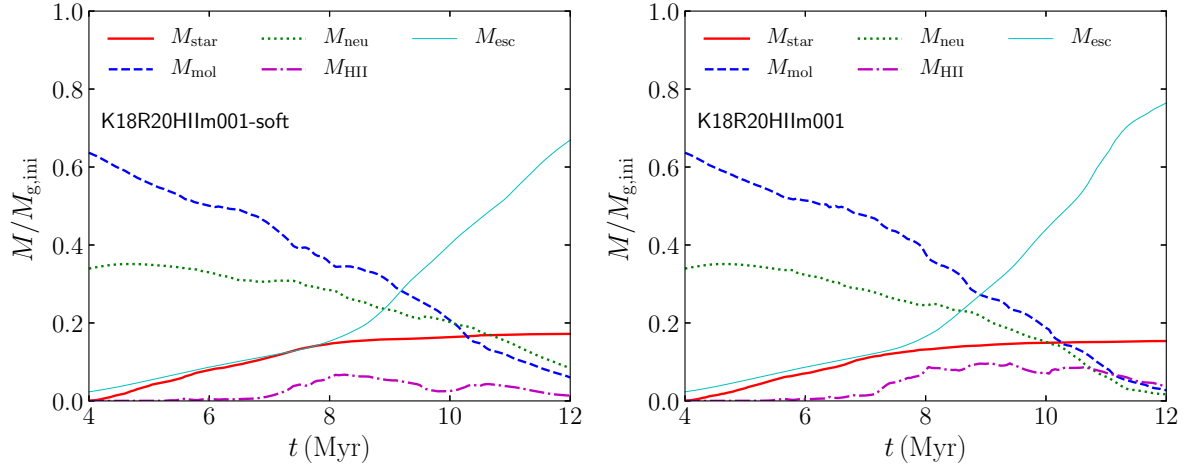 1.0
0.8
0.6
0.4
0.2
0.0
M/M_g,ini
M_star
M_neu
M_esc
M_mol
M_HII
K18R20HIIm001-soft
4 6 8 10 12
t (Myr)
1.0
0.8
0.6
0.4
0.2
0.0
M/M_g,ini
M_star
M_neu
M_esc
M_mol
M_HII
K18R20HIIm001
4 6 8 10 12
t (Myr)